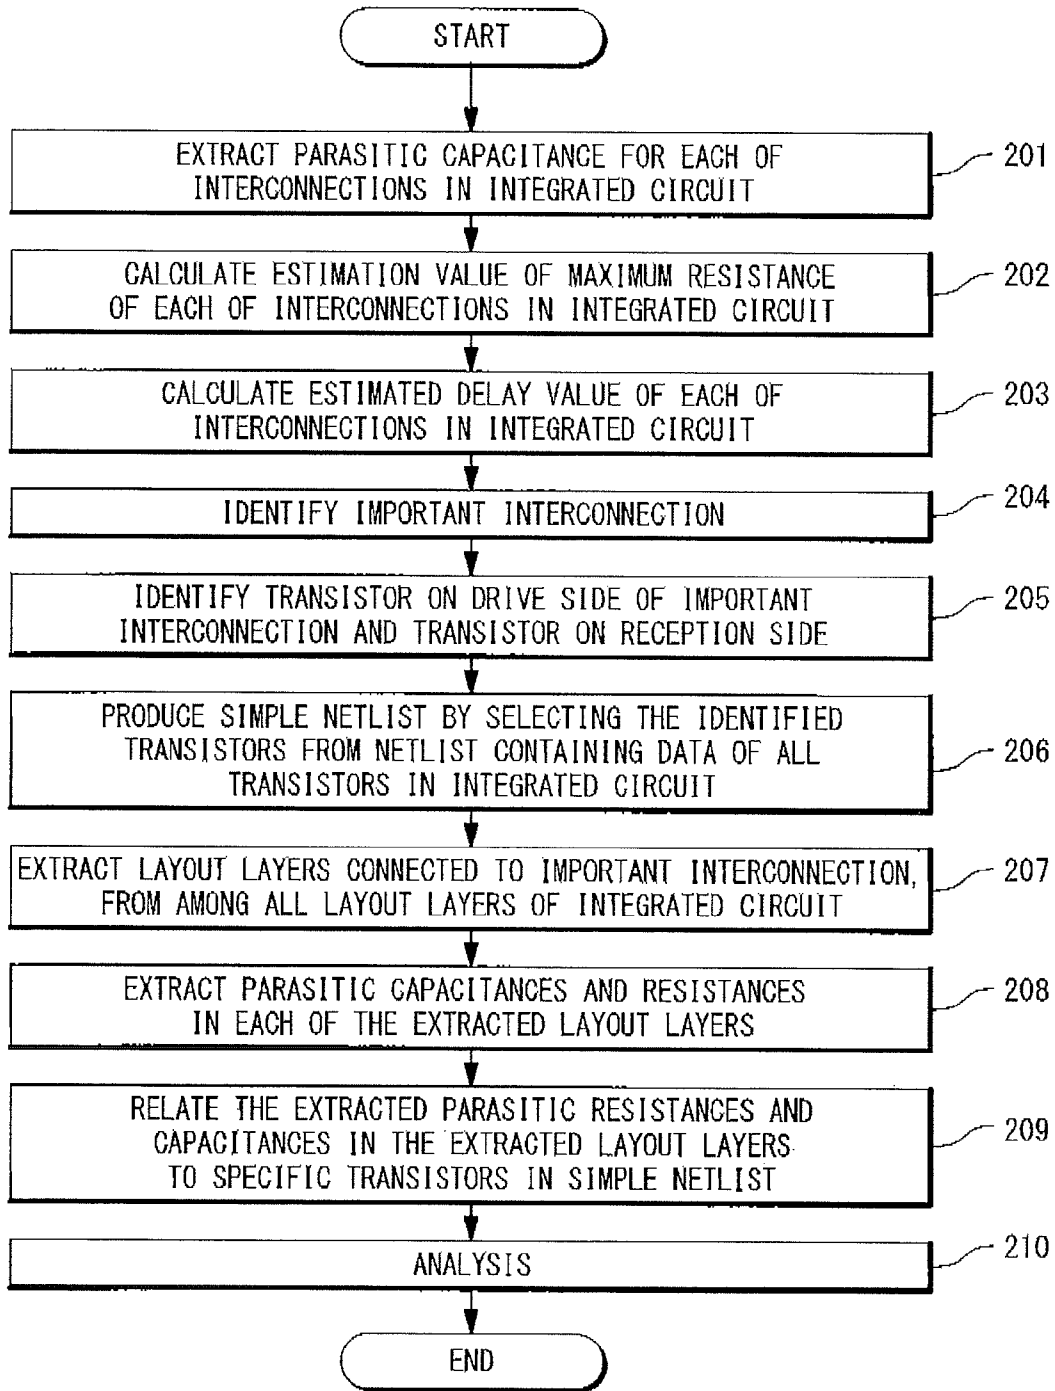 START
EXTRACT PARASITIC CAPACITANCE FOR EACH OF
INTERCONNECTIONS IN INTEGRATED CIRCUIT
201
CALCULATE ESTIMATION VALUE OF MAXIMUM RESISTANCE
OF EACH OF INTERCONNECTIONS IN INTEGRATED CIRCUIT
202
CALCULATE ESTIMATED DELAY VALUE OF EACH OF
INTERCONNECTIONS IN INTEGRATED CIRCUIT
203
IDENTIFY IMPORTANT INTERCONNECTION
204
IDENTIFY TRANSISTOR ON DRIVE SIDE OF IMPORTANT
INTERCONNECTION AND TRANSISTOR ON RECEPTION SIDE
205
PRODUCE SIMPLE NETLIST BY SELECTING THE IDENTIFIED
TRANSISTORS FROM NETLIST CONTAINING DATA OF ALL
TRANSISTORS IN INTEGRATED CIRCUIT
206
EXTRACT LAYOUT LAYERS CONNECTED TO IMPORTANT INTERCONNECTION,
FROM AMONG ALL LAYOUT LAYERS OF INTEGRATED CIRCUIT
207
EXTRACT PARASITIC CAPACITANCES AND RESISTANCES
IN EACH OF THE EXTRACTED LAYOUT LAYERS
208
RELATE THE EXTRACTED PARASITIC RESISTANCES AND
CAPACITANCES IN THE EXTRACTED LAYOUT LAYERS
TO SPECIFIC TRANSISTORS IN SIMPLE NETLIST
209
ANALYSIS
210
END